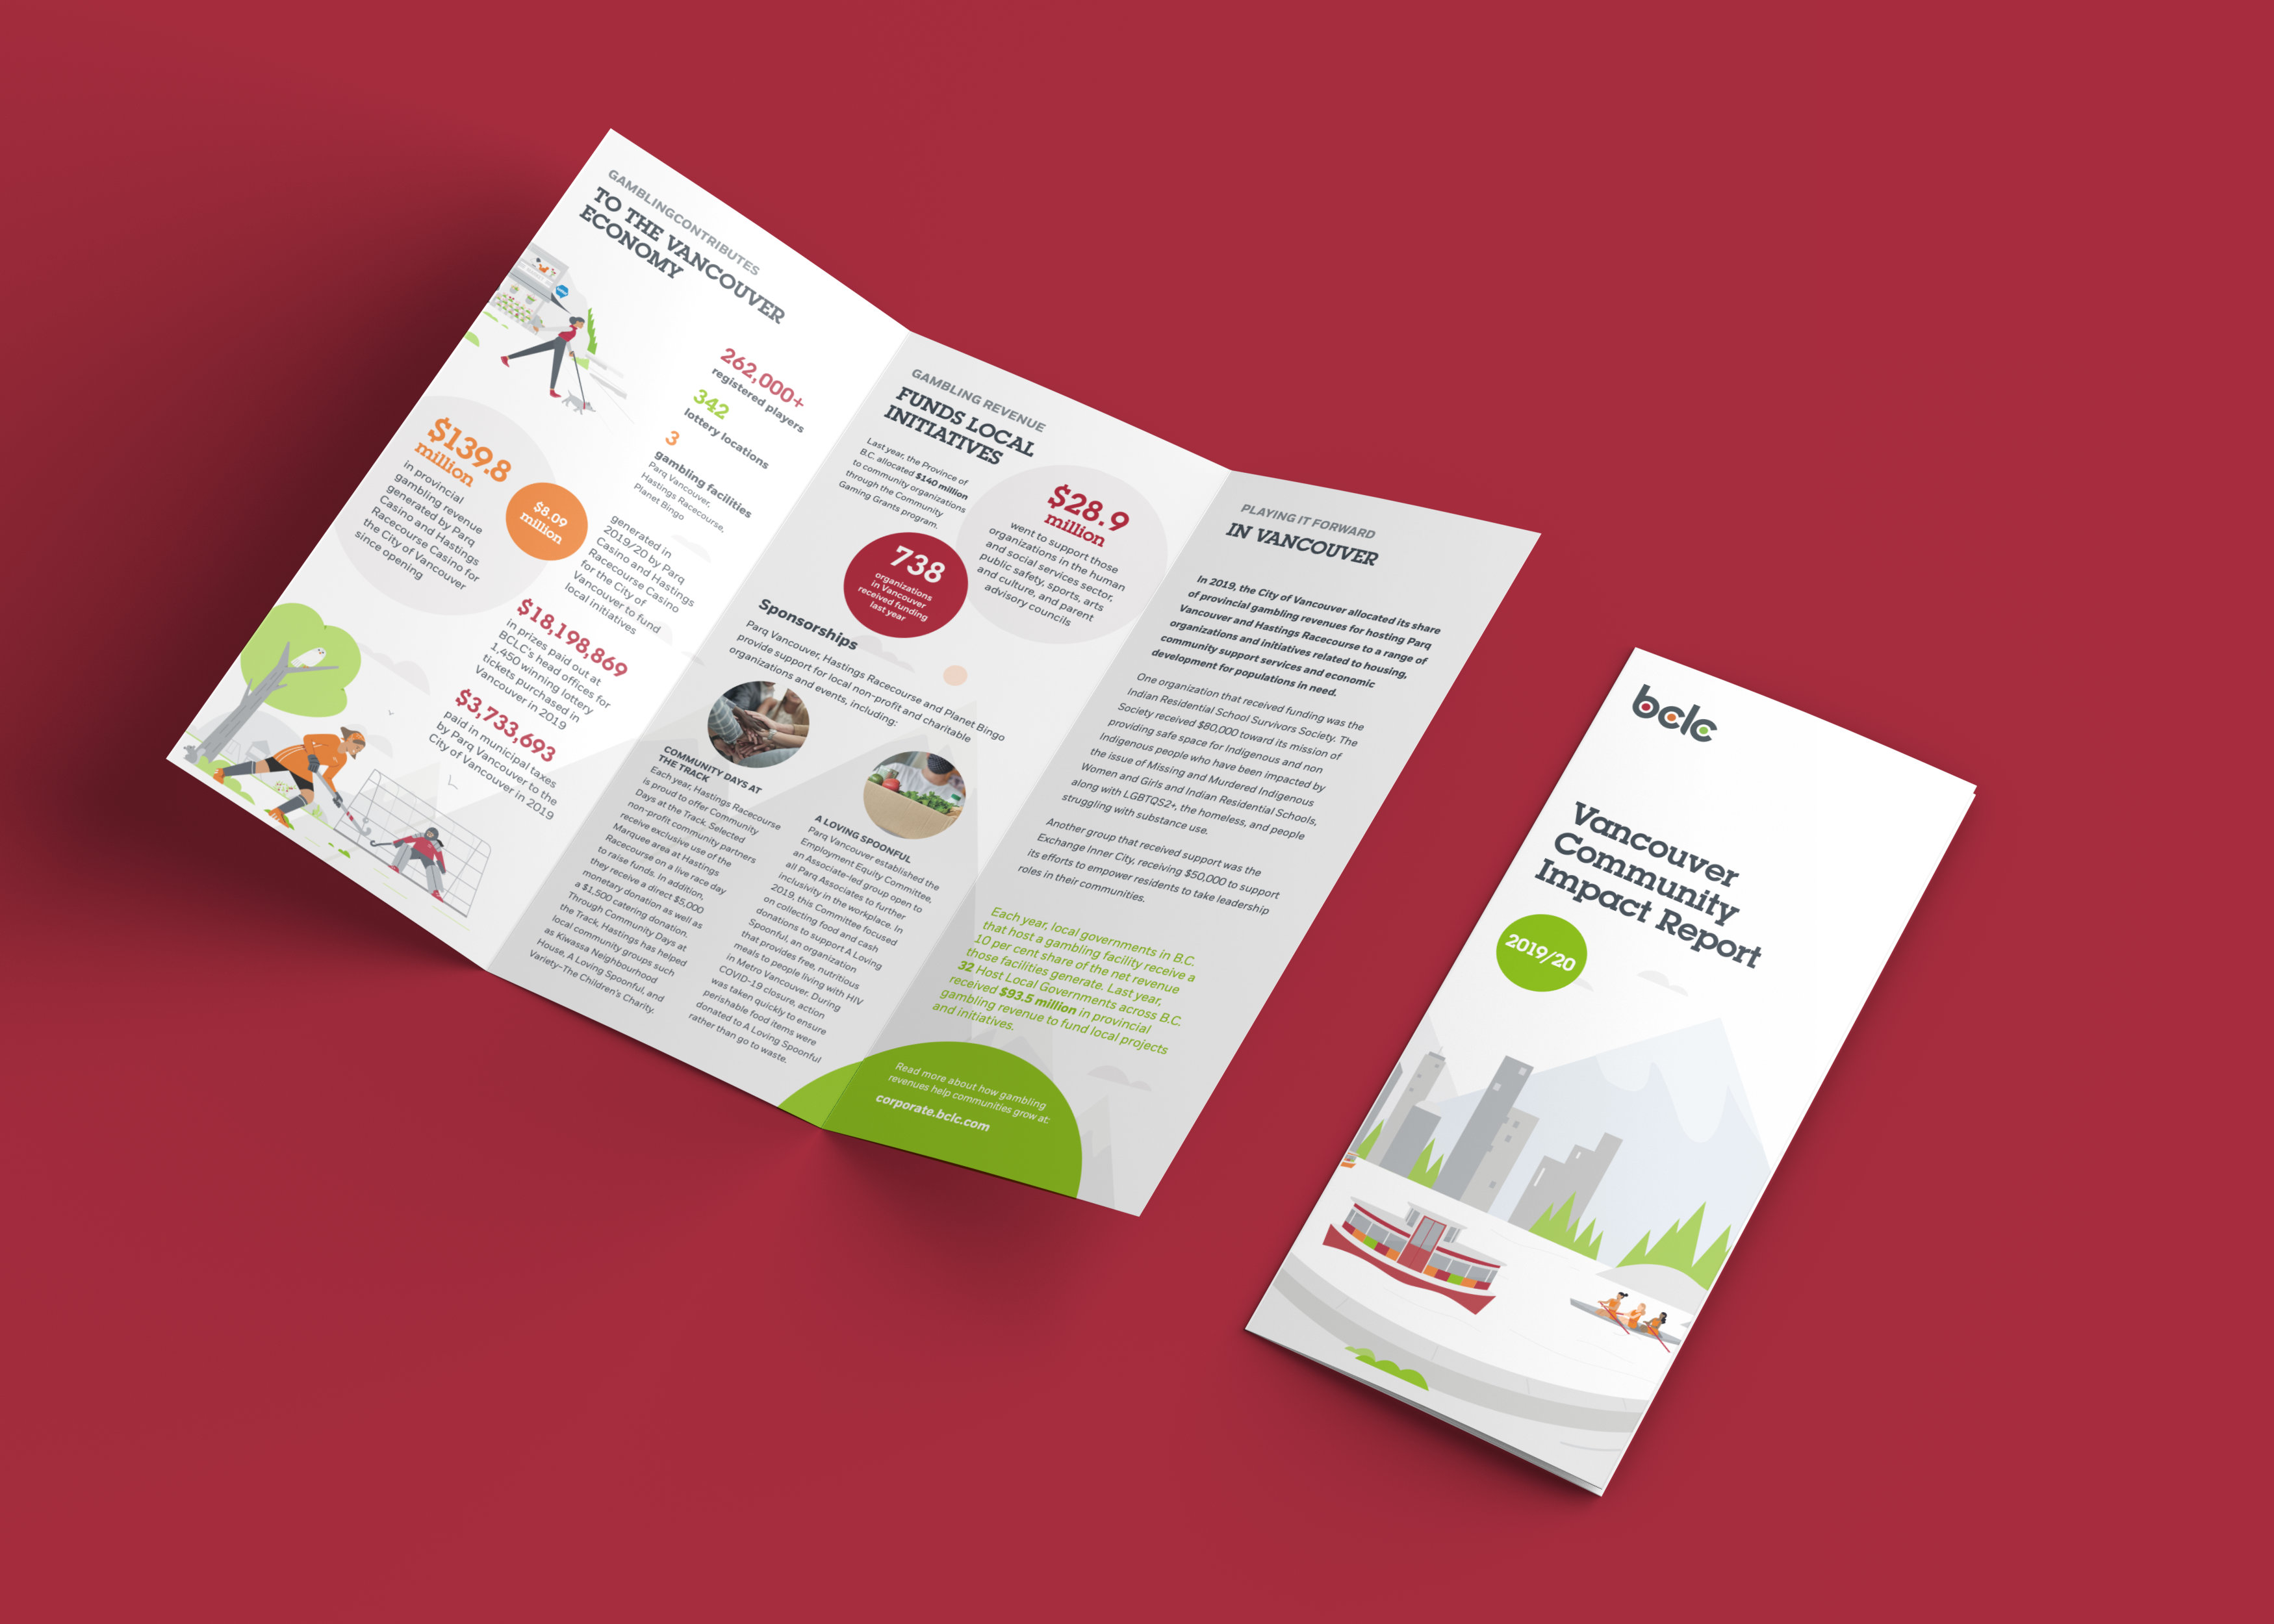 GAMBLINGCONTRIBUTES
TO THE VANCOUVER
ECONOMY
262,000+
registered players
342
lottery locations
3
gambling facilities
Parq Vancouver,
Hastings Racecourse,
Planet Bingo
$139.8
million
in provincial
gambling revenue
generated by Parq
Casino and Hastings
Racecourse Casino for
the City of Vancouver
since opening
$8.09
million
generated in
2019/20 by Parq
Casino and Hastings
Racecourse Casino
for the City of
Vancouver to fund
local initiatives
$18,198,869
in prizes paid out at
BCLC's head offices for
1,450 winning lottery
tickets purchased in
Vancouver in 2019
$3,733,693
paid in municipal taxes
by Parq Vancouver to the
City of Vancouver in 2019
GAMBLING REVENUE
FUNDS LOCAL
INITIATIVES
Last year, the Province of
B.C. allocated $140 million
to community organizations
through the Community
Gaming Grants program.
$28.9
million
went to support those
organizations in the human
and social services sector,
public safety, sports, arts
and culture, and parent
advisory councils
738
organizations
in Vancouver
received funding
last year
Sponsorships
Parq Vancouver, Hastings Racecourse and Planet Bingo
provide support for local non-profit and charitable
organizations and events, including:
COMMUNITY DAYS AT
THE TRACK
Each year, Hastings Racecourse
is proud to offer Community
Days at the Track. Selected
non-profit community partners
receive exclusive use of the
Marquee area at Hastings
Racecourse on a live race day
to raise funds. In addition,
they receive a direct $5,000
monetary donation as well as
a $1,500 catering donation.
Through Community Days at
the Track, Hastings has helped
local community groups such
as Kiwassa Neighbourhood
House, A Loving Spoonful, and
Variety–The Children's Charity.
A LOVING SPOONFUL
Parq Vancouver established the
Employment Equity Committee,
an Associate-led group open to
all Parq Associates to further
inclusivity in the workplace. In
2019, this Committee focused
on collecting food and cash
donations to support A Loving
Spoonful, an organization
that provides free, nutritious
meals to people living with HIV
in Metro Vancouver. During
COVID-19 closure, action
was taken quickly to ensure
perishable food items were
donated to A Loving Spoonful
rather than go to waste.
PLAYING IT FORWARD
IN VANCOUVER
In 2019, the City of Vancouver allocated its share
of provincial gambling revenues for hosting Parq
Vancouver and Hastings Racecourse to a range of
organizations and initiatives related to housing,
community support services and economic
development for populations in need.
One organization that received funding was the
Indian Residential School Survivors Society. The
Society received $80,000 toward its mission of
providing safe space for Indigenous and non
Indigenous people who have been impacted by
the issue of Missing and Murdered Indigenous
Women and Girls and Indian Residential Schools,
along with LGBTQS2+, the homeless, and people
struggling with substance use.
Another group that received support was the
Exchange Inner City, receiving $50,000 to support
its efforts to empower residents to take leadership
roles in their communities.
Each year, local governments in B.C.
that host a gambling facility receive a
10 per cent share of the net revenue
those facilities generate. Last year,
32 Host Local Governments across B.C.
received $93.5 million in provincial
gambling revenue to fund local projects
and initiatives.
Read more about how gambling
revenues help communities grow at:
corporate.bclc.com
bclc
Vancouver
Community
Impact Report
2019/20